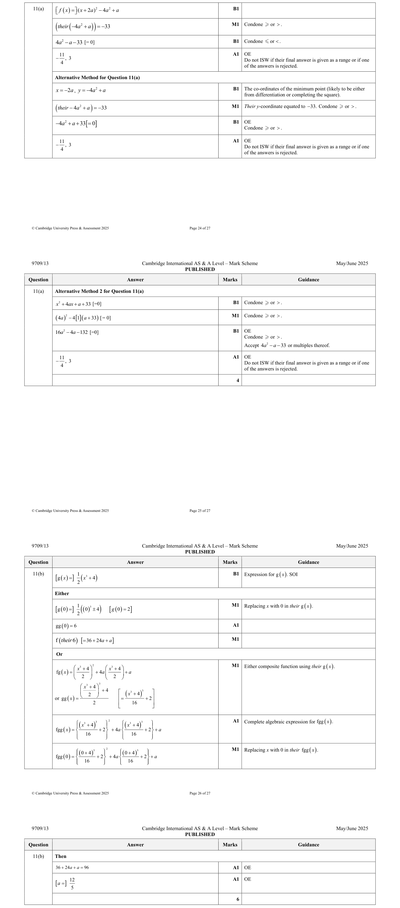 11(a) [f(x)=](x+2a)²−4a²+a B1
(their(−4a²+a))=−33 M1 Condone ⩾ or >.
4a²−a−33 [=0] B1 Condone ⩽ or <.
−11/4, 3 A1 OE
Do not ISW if their final answer is given as a range or if one
of the answers is rejected.
Alternative Method for Question 11(a)
x=−2a, y=−4a²+a B1 The co-ordinates of the minimum point (likely to be either
from differentiation or completing the square).
(their−4a²+a)=−33 M1 Their y-coordinate equated to −33. Condone ⩾ or >.
−4a²+a+33[=0] B1 OE
Condone ⩾ or >.
−11/4, 3 A1 OE
Do not ISW if their final answer is given as a range or if one
of the answers is rejected.
© Cambridge University Press & Assessment 2025 Page 24 of 27
9709/13 Cambridge International AS & A Level – Mark Scheme May/June 2025
PUBLISHED
Question Answer Marks Guidance
11(a) Alternative Method 2 for Question 11(a)
x²+4ax+a+33 [=0] B1 Condone ⩾ or >.
(4a)²−4[1](a+33)[=0] M1 Condone ⩾ or >.
16a²−4a−132 [=0] B1 OE
Condone ⩾ or >.
Accept 4a²−a−33 or multiples thereof.
−11/4, 3 A1 OE
Do not ISW if their final answer is given as a range or if one
of the answers is rejected.
4
© Cambridge University Press & Assessment 2025 Page 25 of 27
9709/13 Cambridge International AS & A Level – Mark Scheme May/June 2025
PUBLISHED
Question Answer Marks Guidance
11(b) [g(x)=] 1/2(x³+4) B1 Expression for g(x). SOI
Either
[g(0)=] 1/2((0)³+4) [g(0)=2] M1 Replacing x with 0 in their g(x).
gg(0)=6 A1
f(their6) [=36+24a+a] M1
Or
fg(x)=((x³+4)/2)²+4a((x³+4)/2)+a M1 Either composite function using their g(x).
or gg(x)=(((x³+4)/2)³+4)/2 [=(x³+4)³/16+2]
fgg(x)=((x³+4)³/16+2)²+4a((x³+4)³/16+2)+a A1 Complete algebraic expression for fgg(x).
fgg(0)=((0+4)³/16+2)²+4a((0+4)³/16+2)+a M1 Replacing x with 0 in their fgg(x).
© Cambridge University Press & Assessment 2025 Page 26 of 27
9709/13 Cambridge International AS & A Level – Mark Scheme May/June 2025
PUBLISHED
Question Answer Marks Guidance
11(b) Then
36+24a+a=96 A1 OE
[a=] 12/5 A1 OE
6